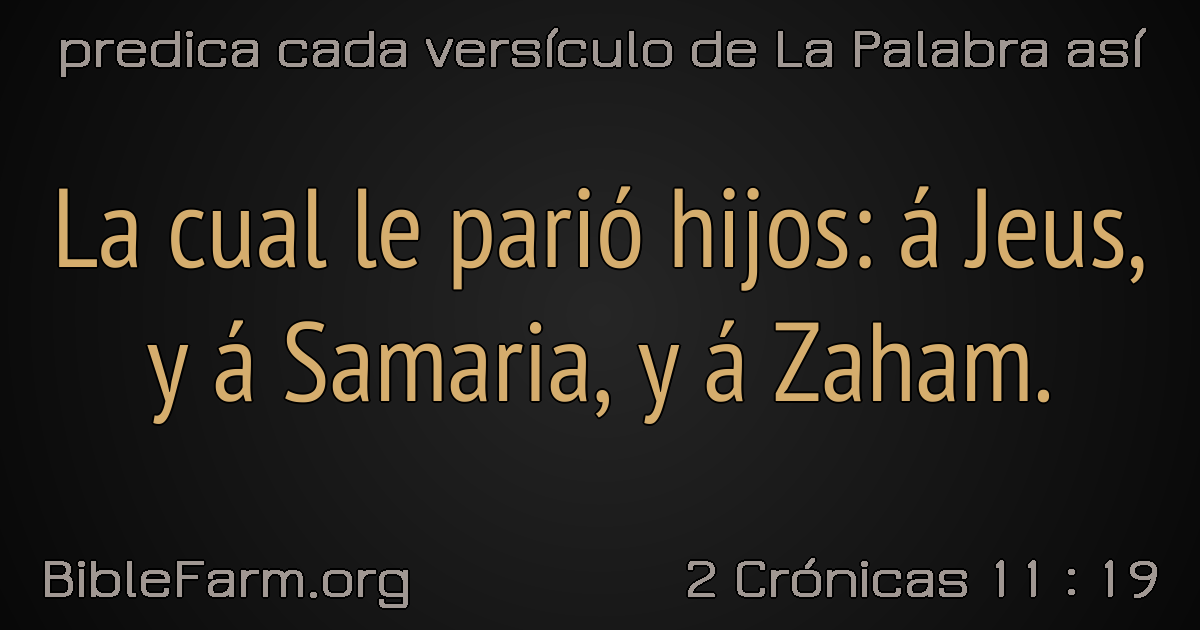 predica cada versículo de La Palabra así
La cual le parió hijos: á Jeus,
y á Samaria, y á Zaham.
BibleFarm.org
2 Crónicas 11 : 19